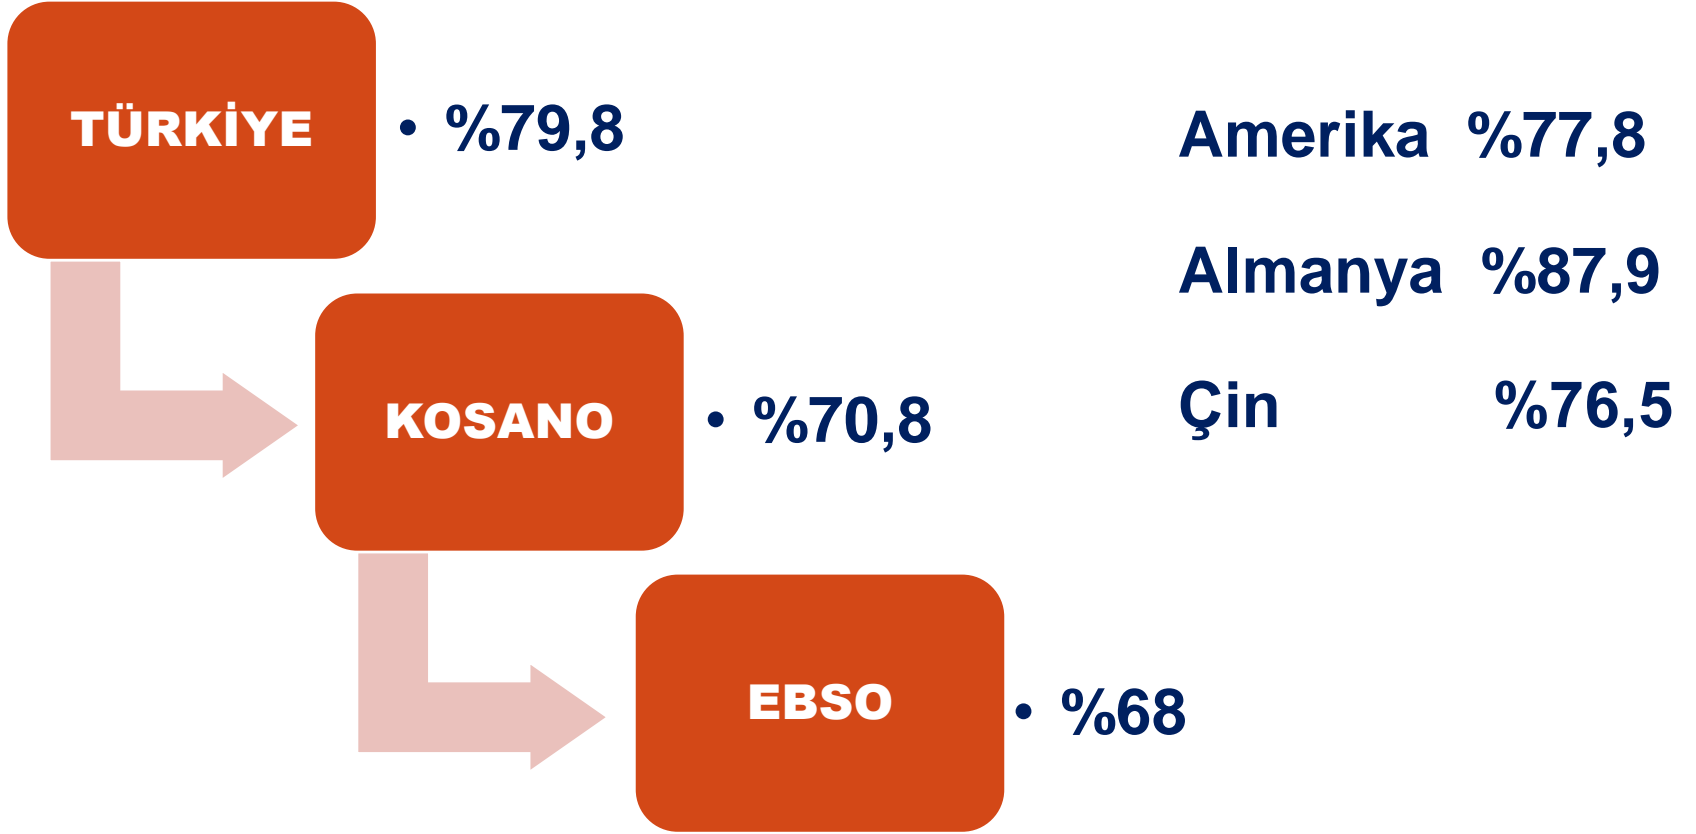 TÜRKİYE
• %79,8
KOSANO
• %70,8
EBSO
• %68
Amerika %77,8
Almanya %87,9
Çin %76,5